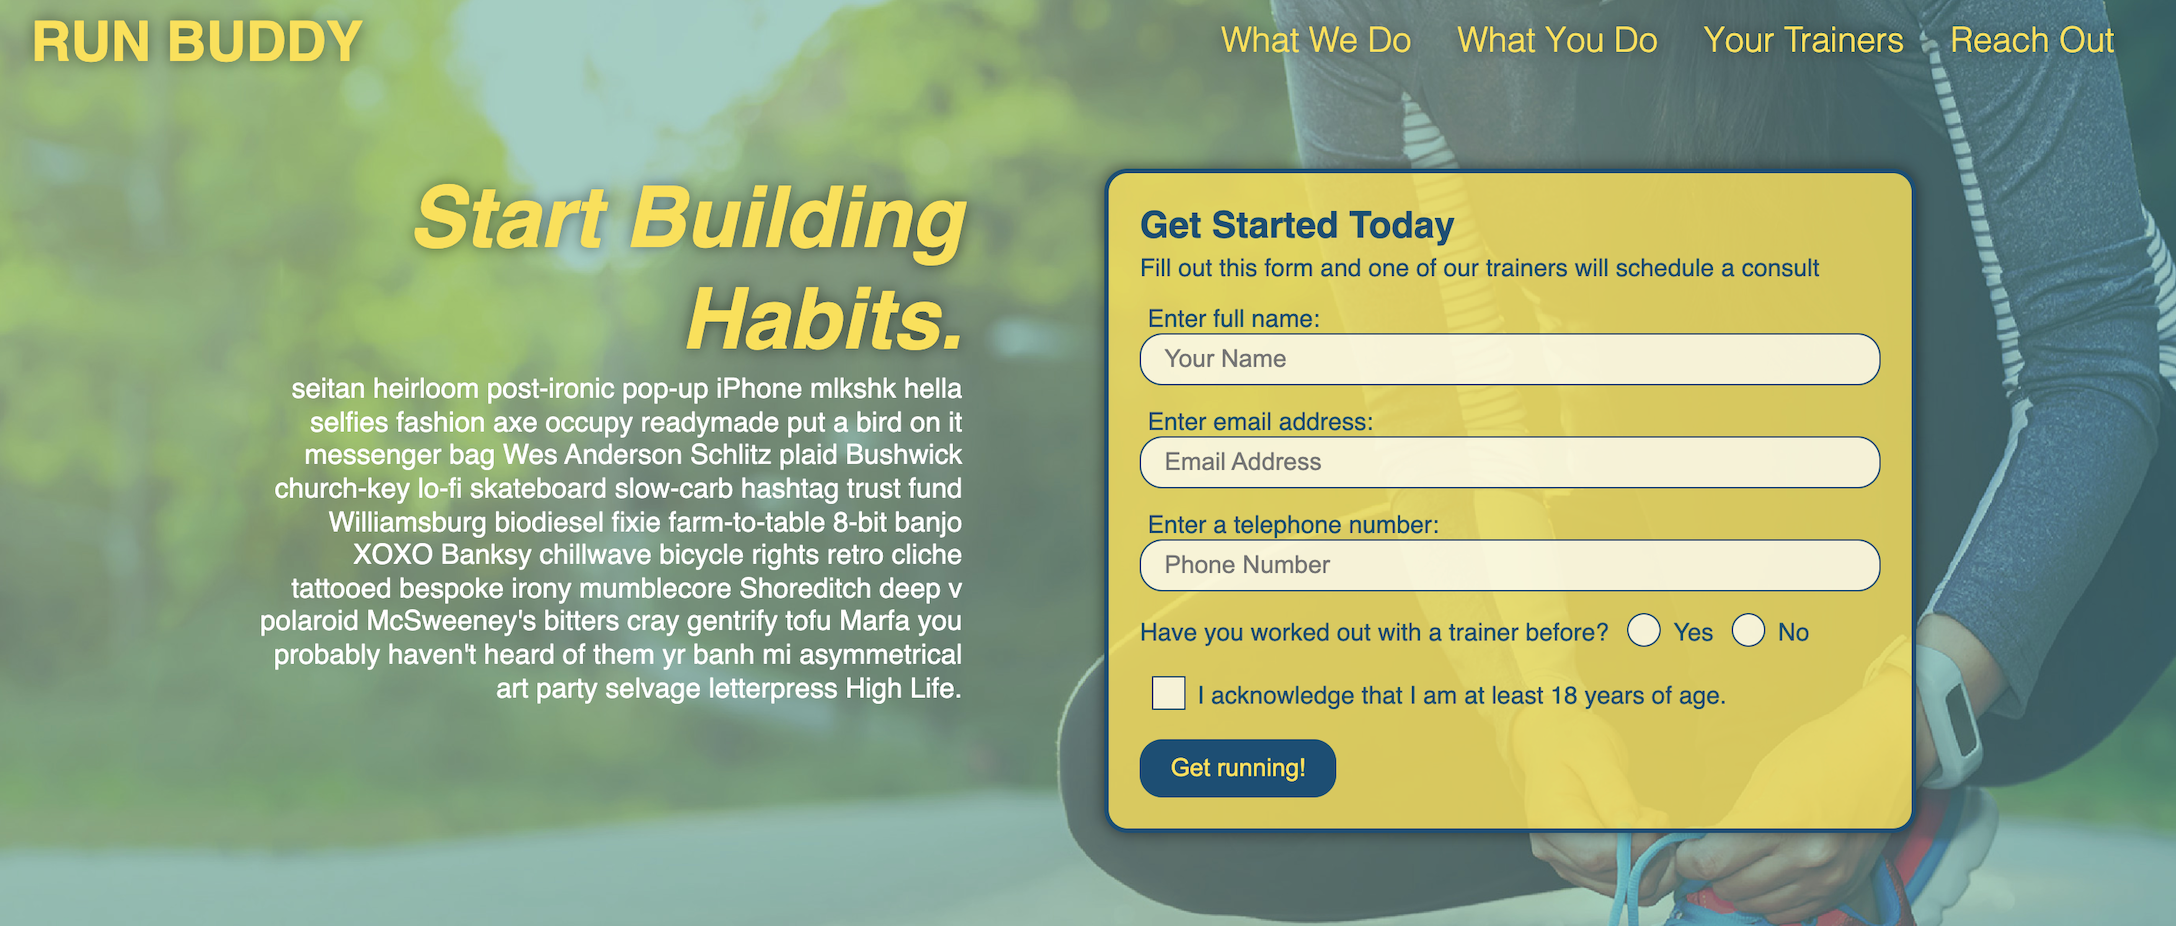 RUN BUDDY
What We Do
What You Do
Your Trainers
Reach Out
Start Building
Habits.
seitan heirloom post-ironic pop-up iPhone mlkshk hella
selfies fashion axe occupy readymade put a bird on it
messenger bag Wes Anderson Schlitz plaid Bushwick
church-key lo-fi skateboard slow-carb hashtag trust fund
Williamsburg biodiesel fixie farm-to-table 8-bit banjo
XOXO Banksy chillwave bicycle rights retro cliche
tattooed bespoke irony mumblecore Shoreditch deep v
polaroid McSweeney's bitters cray gentrify tofu Marfa you
probably haven't heard of them yr banh mi asymmetrical
art party selvage letterpress High Life.
Get Started Today
Fill out this form and one of our trainers will schedule a consult
Enter full name:
Your Name
Enter email address:
Email Address
Enter a telephone number:
Phone Number
Have you worked out with a trainer before? Yes No
I acknowledge that I am at least 18 years of age.
Get running!